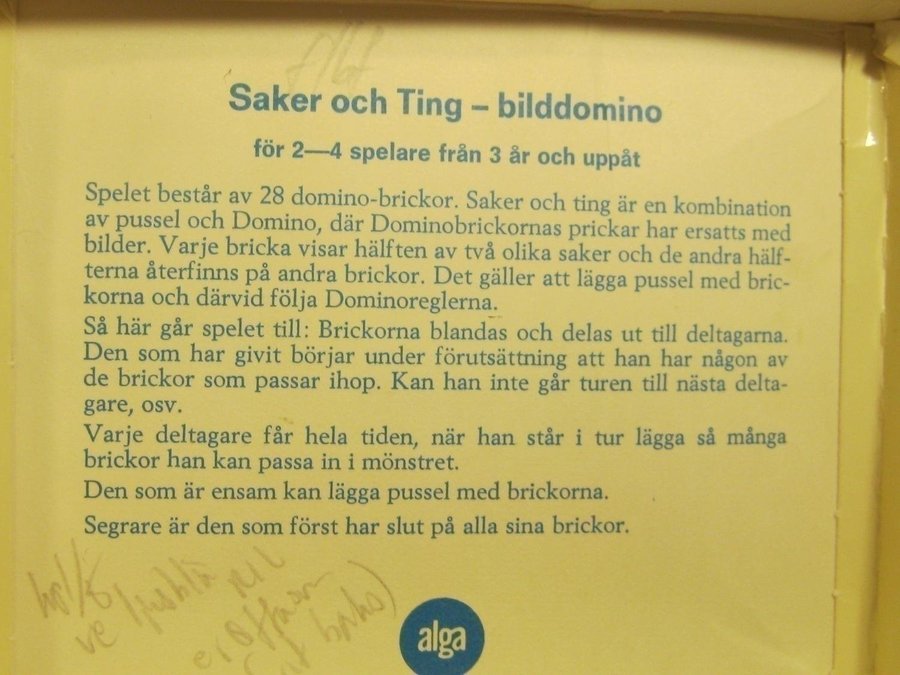 Saker och Ting – bilddomino
för 2—4 spelare från 3 år och uppåt
Spelet består av 28 domino-brickor. Saker och ting är en kombination
av pussel och Domino, där Dominobrickornas prickar har ersatts med
bilder. Varje bricka visar hälften av två olika saker och de andra hälf-
terna återfinns på andra brickor. Det gäller att lägga pussel med bric-
korna och därvid följa Dominoreglerna.
Så här går spelet till: Brickorna blandas och delas ut till deltagarna.
Den som har givit börjar under förutsättning att han har någon av
de brickor som passar ihop. Kan han inte går turen till nästa delta-
gare, osv.
Varje deltagare får hela tiden, när han står i tur lägga så många
brickor han kan passa in i mönstret.
Den som är ensam kan lägga pussel med brickorna.
Segrare är den som först har slut på alla sina brickor.
alga